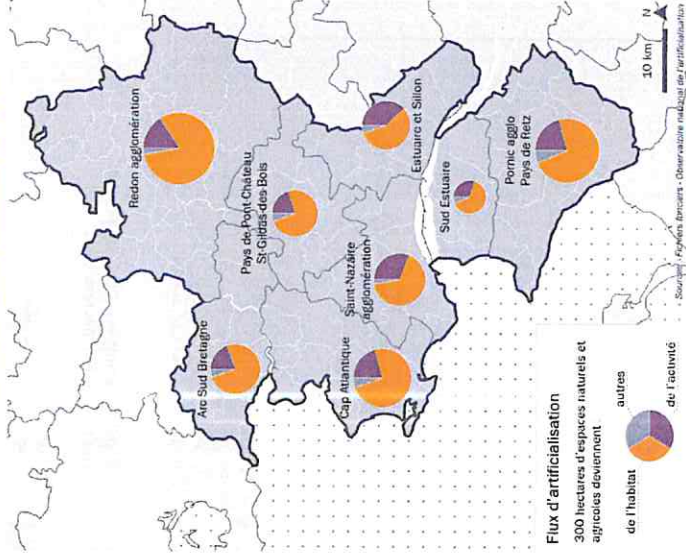 Redon agglomération
Arc Sud Bretagne
Pays de Pont-Château
St-Gildas-des-Bois
Cap Atlantique
Saint-Nazaire
agglomération
Estuaire et Sillon
Sud Estuaire
Pornic agglo
Pays de Retz
10 km
N
Flux d'artificialisation
300 hectares d'espaces naturels et
agricoles deviennent
de l'habitat
autres
de l'activité
Sources : Fichiers fonciers - Observatoire national de l'artificialisation